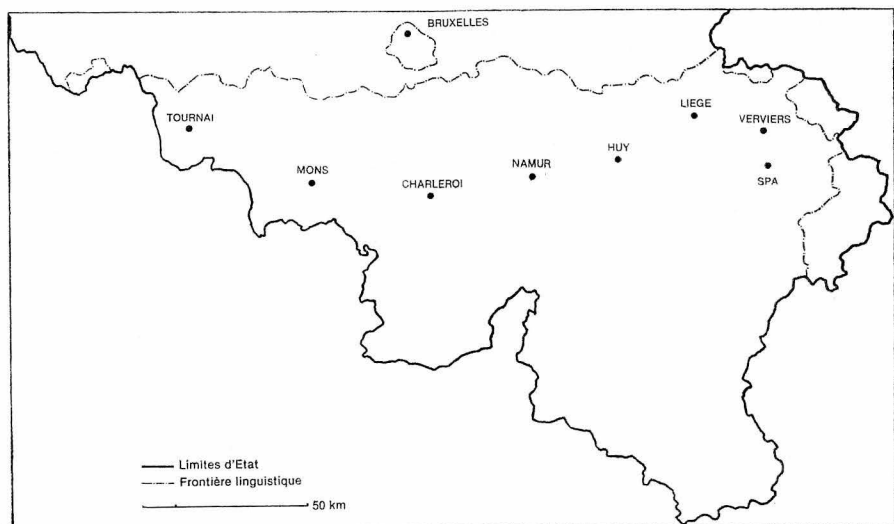 BRUXELLES
TOURNAI
LIEGE
VERVIERS
HUY
MONS
NAMUR
SPA
CHARLEROI
Limites d'Etat
Frontière linguistique
50 km